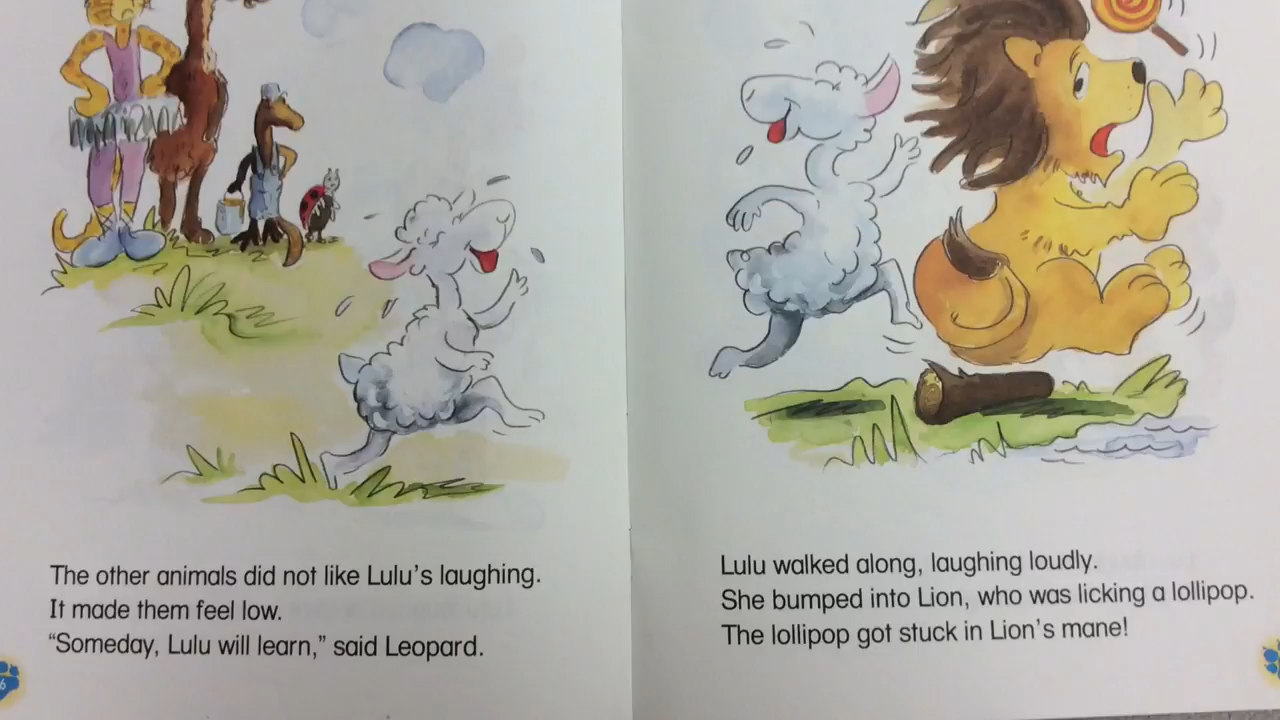 The other animals did not like Lulu's laughing.
It made them feel low.
“Someday, Lulu will learn,” said Leopard.
6
Lulu walked along, laughing loudly.
She bumped into Lion, who was licking a lollipop.
The lollipop got stuck in Lion's mane!